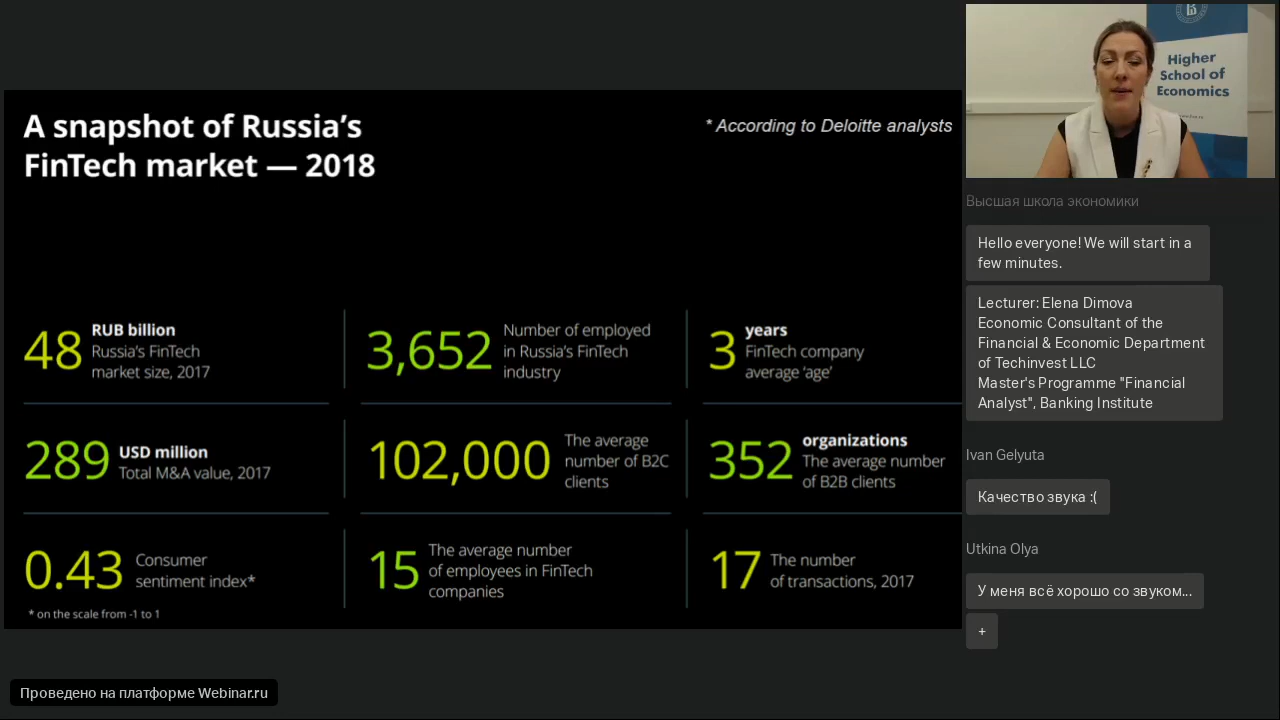 A snapshot of Russia's
FinTech market — 2018
* According to Deloitte analysts
48 RUB billion
Russia's FinTech
market size, 2017
3,652 Number of employed
in Russia's FinTech
industry
3 years
FinTech company
average 'age'
289 USD million
Total M&A value, 2017
102,000 The average
number of B2C
clients
352 organizations
The average number
of B2B clients
0.43 Consumer
sentiment index*
* on the scale from -1 to 1
15 The average number
of employees in FinTech
companies
17 The number
of transactions, 2017
Higher
School of
Economics
Высшая школа экономики
Hello everyone! We will start in a
few minutes.
Lecturer: Elena Dimova
Economic Consultant of the
Financial & Economic Department
of Techinvest LLC
Master's Programme "Financial
Analyst", Banking Institute
Ivan Gelyuta
Качество звука :(
Utkina Olya
У меня всё хорошо со звуком...
+
Проведено на платформе Webinar.ru